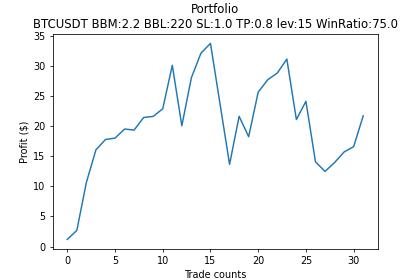 Portfolio
BTCUSDT BBM:2.2 BBL:220 SL:1.0 TP:0.8 lev:15 WinRatio:75.0
35
30
25
20
15
10
5
0
Profit ($)
0 5 10 15 20 25 30
Trade counts